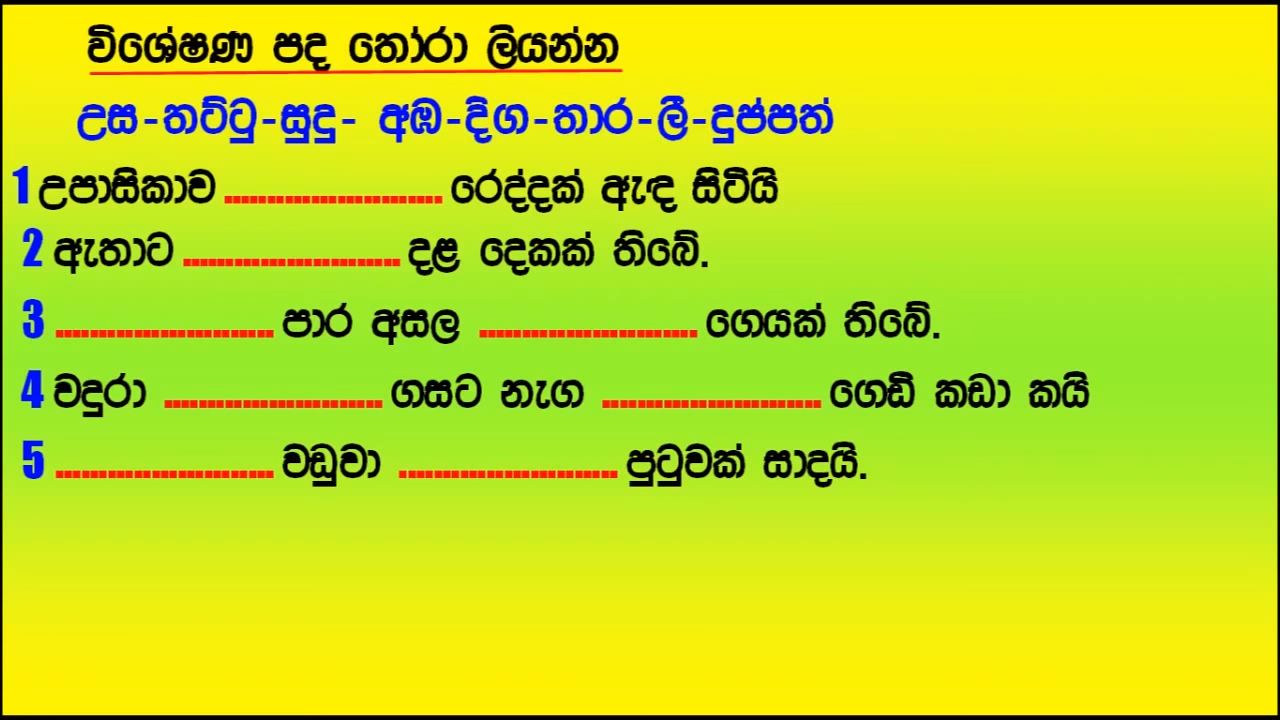 විශේෂණ පද තෝරා ලියන්න
උස-තට්ටු-සුදු- අඹ-දිග-තාර-ලී-දුප්පත්
1 උපාසිකාව ......................... රෙද්දක් ඇඳ සිටියි
2 ඇතාට ......................... දළ දෙකක් තිබේ.
3 ......................... පාර අසල ......................... ගෙයක් තිබේ.
4 වදුරා ......................... ගසට නැග ......................... ගෙඩි කඩා කයි
5 ......................... වඩුවා ......................... පුටුවක් සාදයි.